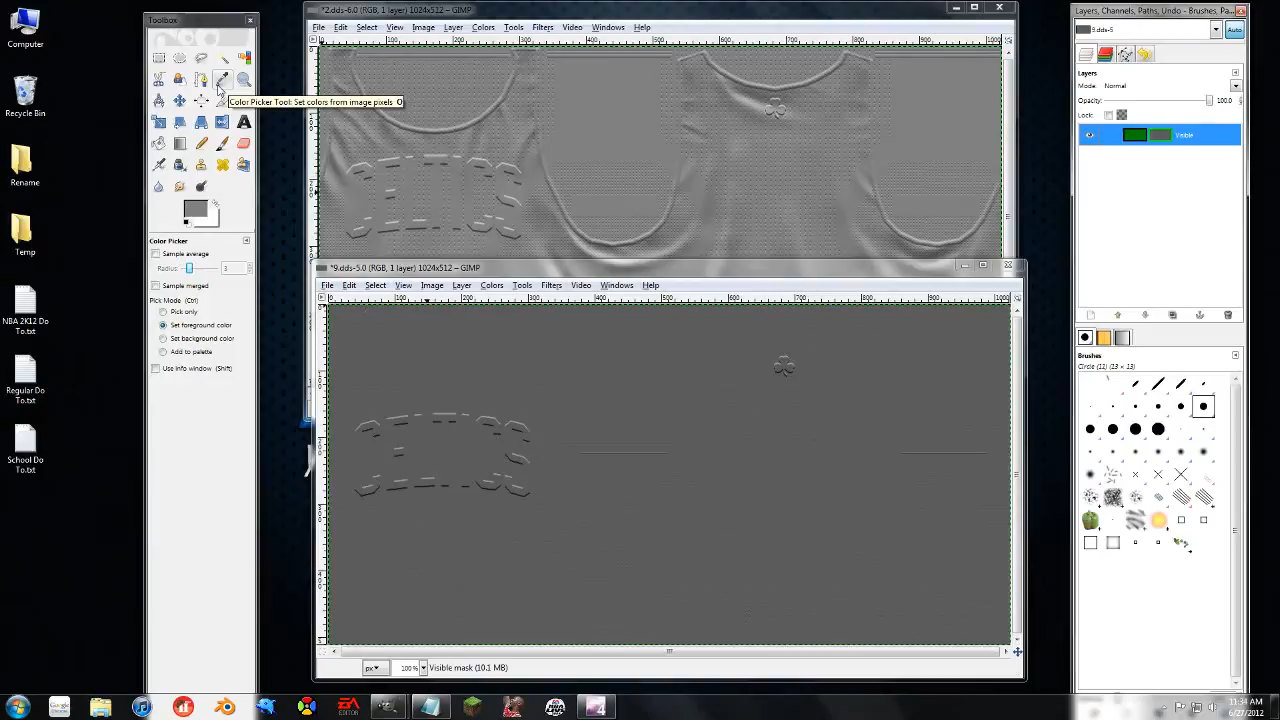 Computer
Recycle Bin
Rename
Temp
NBA 2K12 Do
To.txt
Regular Do
To.txt
School Do
To.txt
Toolbox
Color Picker Tool: Set colors from image pixels O
Color Picker
Sample average
Radius:
3
Sample merged
Pick Mode (Ctrl)
Pick only
Set foreground color
Set background color
Add to palette
Use info window (Shift)
*2.dds-6.0 (RGB, 1 layer) 1024x512 – GIMP
File Edit Select View Image Layer Colors Tools Filters Video Windows Help
*9.dds-5.0 (RGB, 1 layer) 1024x512 – GIMP
File Edit Select View Image Layer Colors Tools Filters Video Windows Help
px
100%
Visible mask (10.1 MB)
Layers, Channels, Paths, Undo - Brushes, Pa...
9.dds-5
Auto
Layers
Mode: Normal
Opacity:
100.0
Lock:
Visible
Brushes
Circle (11) (13 × 13)
EA
EDITOR
11:34 AM
6/27/2012